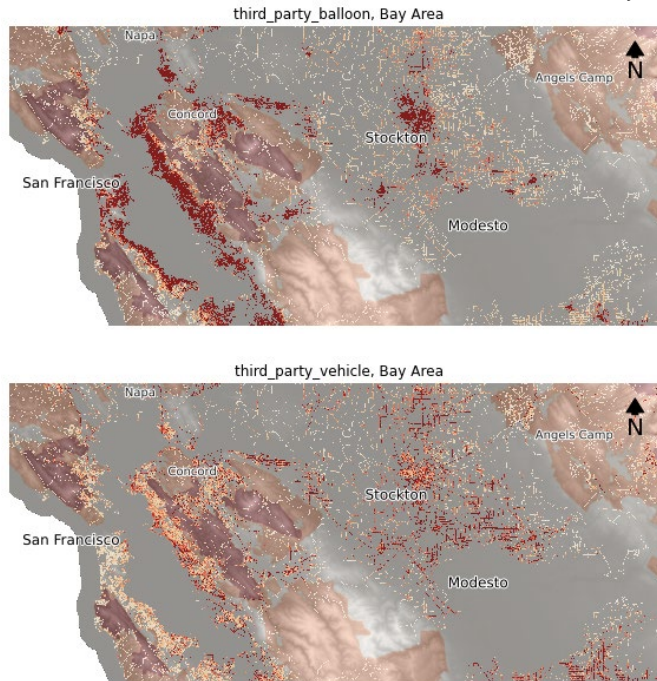 third_party_balloon, Bay Area
Napa
N
Angels Camp
Concord
Stockton
San Francisco
Modesto
third_party_vehicle, Bay Area
Napa
N
Angels Camp
Concord
Stockton
San Francisco
Modesto